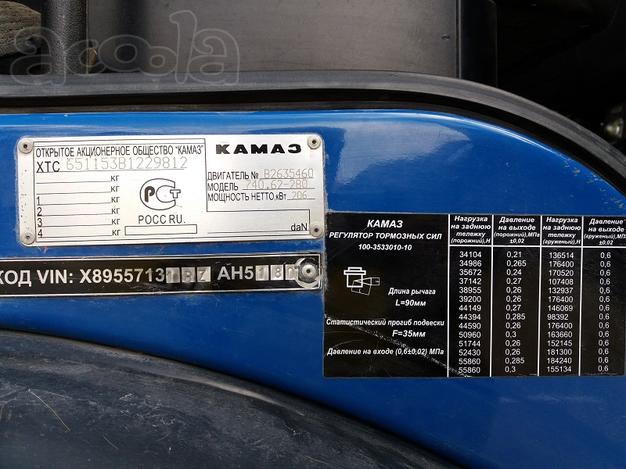 acoola
ОТКРЫТОЕ АКЦИОНЕРНОЕ ОБЩЕСТВО "КАМАЗ"
XTC 651153B1229812
кг
кг
1 кг
2 кг
3 кг
4 кг
РОСС RU.
КАМАЗ
ДВИГАТЕЛЬ № B2635460
МОДЕЛЬ 740.62-280
МОЩНОСТЬ НЕТТО кВт 206
daN
КОД VIN: X8955713 AH5
КАМАЗ
РЕГУЛЯТОР ТОРМОЗНЫХ СИЛ
100-3533010-10
Длина рычага
L=90мм
Статический прогиб подвески
F=35мм
Давление на входе (0,6±0,02) МПа
Нагрузка на заднюю тележку (порожний),Н Давление на выходе (порожний),МПа ±0,02 Нагрузка на заднюю тележку (груженый),Н Давление на выходе (груженый),МПа ±0,02
34104 0,21 136514 0,6
34986 0,265 176400 0,6
35672 0,24 170520 0,6
37142 0,27 107408 0,6
38955 0,26 132937 0,6
39200 0,26 176400 0,6
44149 0,27 146069 0,6
44394 0,285 98392 0,6
44590 0,26 176400 0,6
50960 0,3 163660 0,6
51744 0,26 152145 0,6
52430 0,26 181300 0,6
55860 0,285 184240 0,6
55860 0,3 155134 0,6